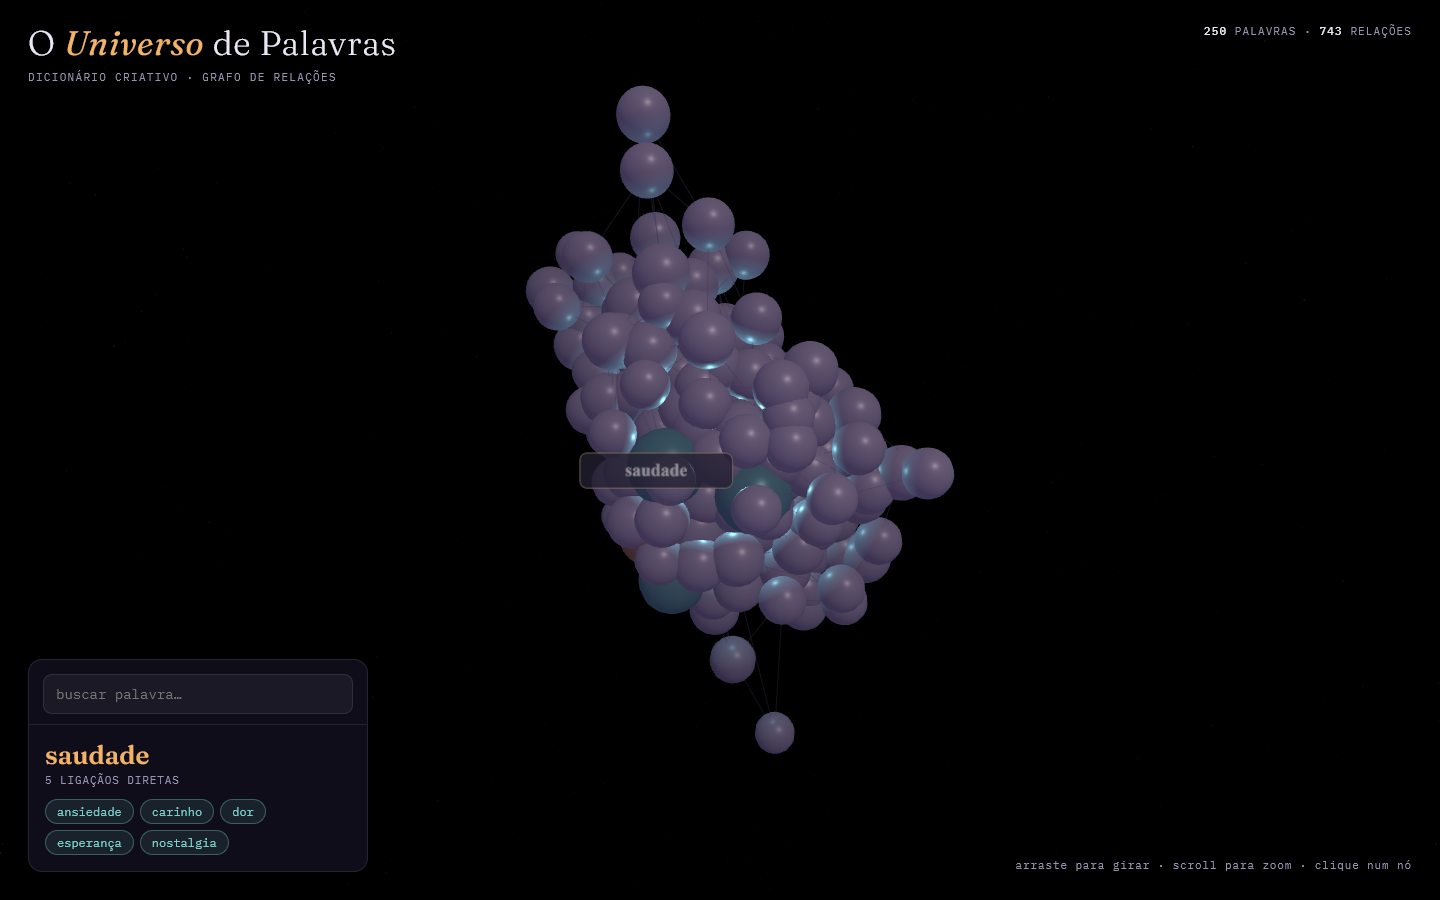 O Universo de Palavras
DICIONÁRIO CRIATIVO · GRAFO DE RELAÇÕES
250 PALAVRAS · 743 RELAÇÕES
saudade
buscar palavra…
saudade
5 LIGAÇÃOS DIRETAS
ansiedade carinho dor
esperança nostalgia
arraste para girar · scroll para zoom · clique num nó